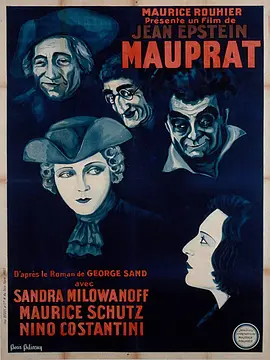 MAURICE ROUHIER
Présente un Film de
JEAN EPSTEIN
MAUPRAT
D'après le Roman de GEORGE SAND
avec
SANDRA MILOWANOFF
MAURICE SCHUTZ
NINO COSTANTINI